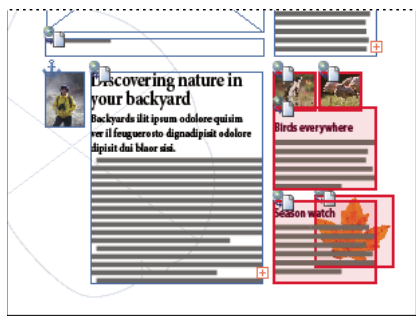 Discovering nature in
your backyard
Backyards ilit ipsum odolore quisim
ver il feuguerosto dignadipisit odolore
dipisit dui blaor sisi.
Birds everywhere
Season watch